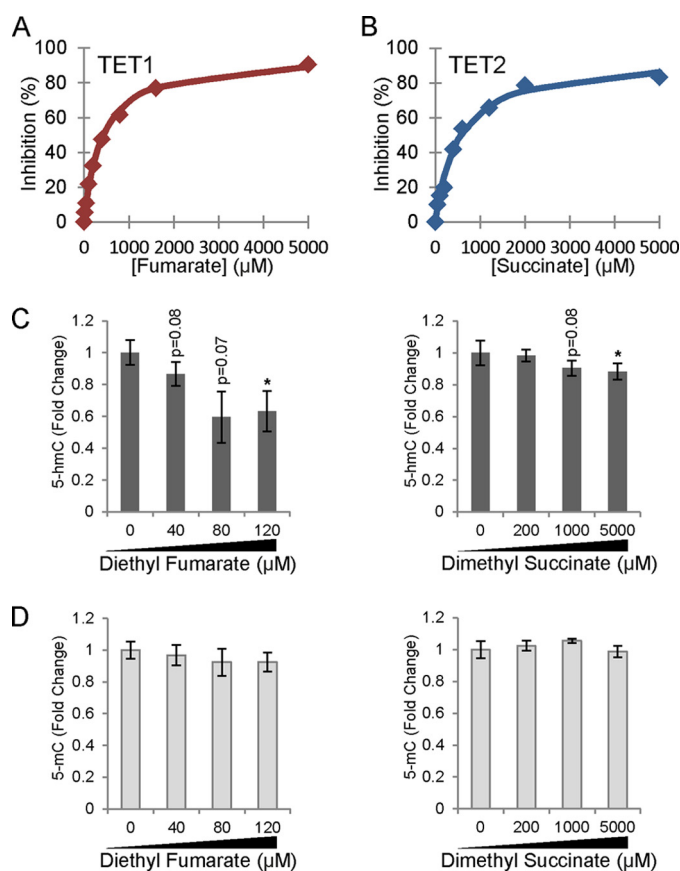 A
TET1
Inhibition (%)
100
80
60
40
20
0
0 1000 2000 3000 4000 5000
[Fumarate] (µM)
B
TET2
Inhibition (%)
100
80
60
40
20
0
0 1000 2000 3000 4000 5000
[Succinate] (µM)
C
5-hmC (Fold Change)
1.2
1
0.8
0.6
0.4
0.2
0
p=0.08
p=0.07
*
0 40 80 120
Diethyl Fumarate (µM)
5-hmC (Fold Change)
1.2
1
0.8
0.6
0.4
0.2
0
p=0.08
*
0 200 1000 5000
Dimethyl Succinate (µM)
D
5-mC (Fold Change)
1.2
1
0.8
0.6
0.4
0.2
0
0 40 80 120
Diethyl Fumarate (µM)
5-mC (Fold Change)
1.2
1
0.8
0.6
0.4
0.2
0
0 200 1000 5000
Dimethyl Succinate (µM)